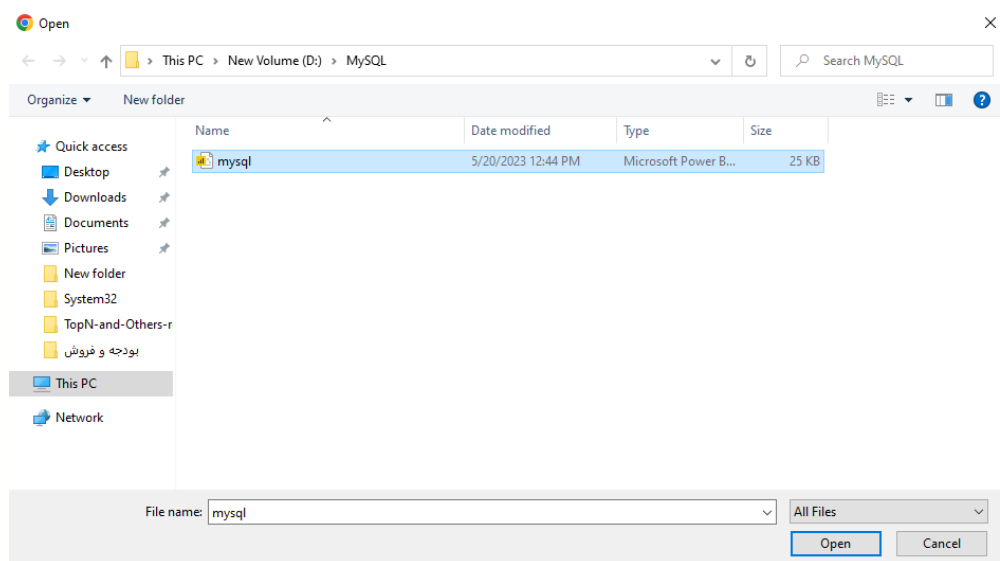 Open
This PC > New Volume (D:) > MySQL
Search MySQL
Organize
New folder
Name
Date modified
Type
Size
mysql
5/20/2023 12:44 PM
Microsoft Power B...
25 KB
Quick access
Desktop
Downloads
Documents
Pictures
New folder
System32
TopN-and-Others-r
بودجه و فروش
This PC
Network
File name:
mysql
All Files
Open
Cancel